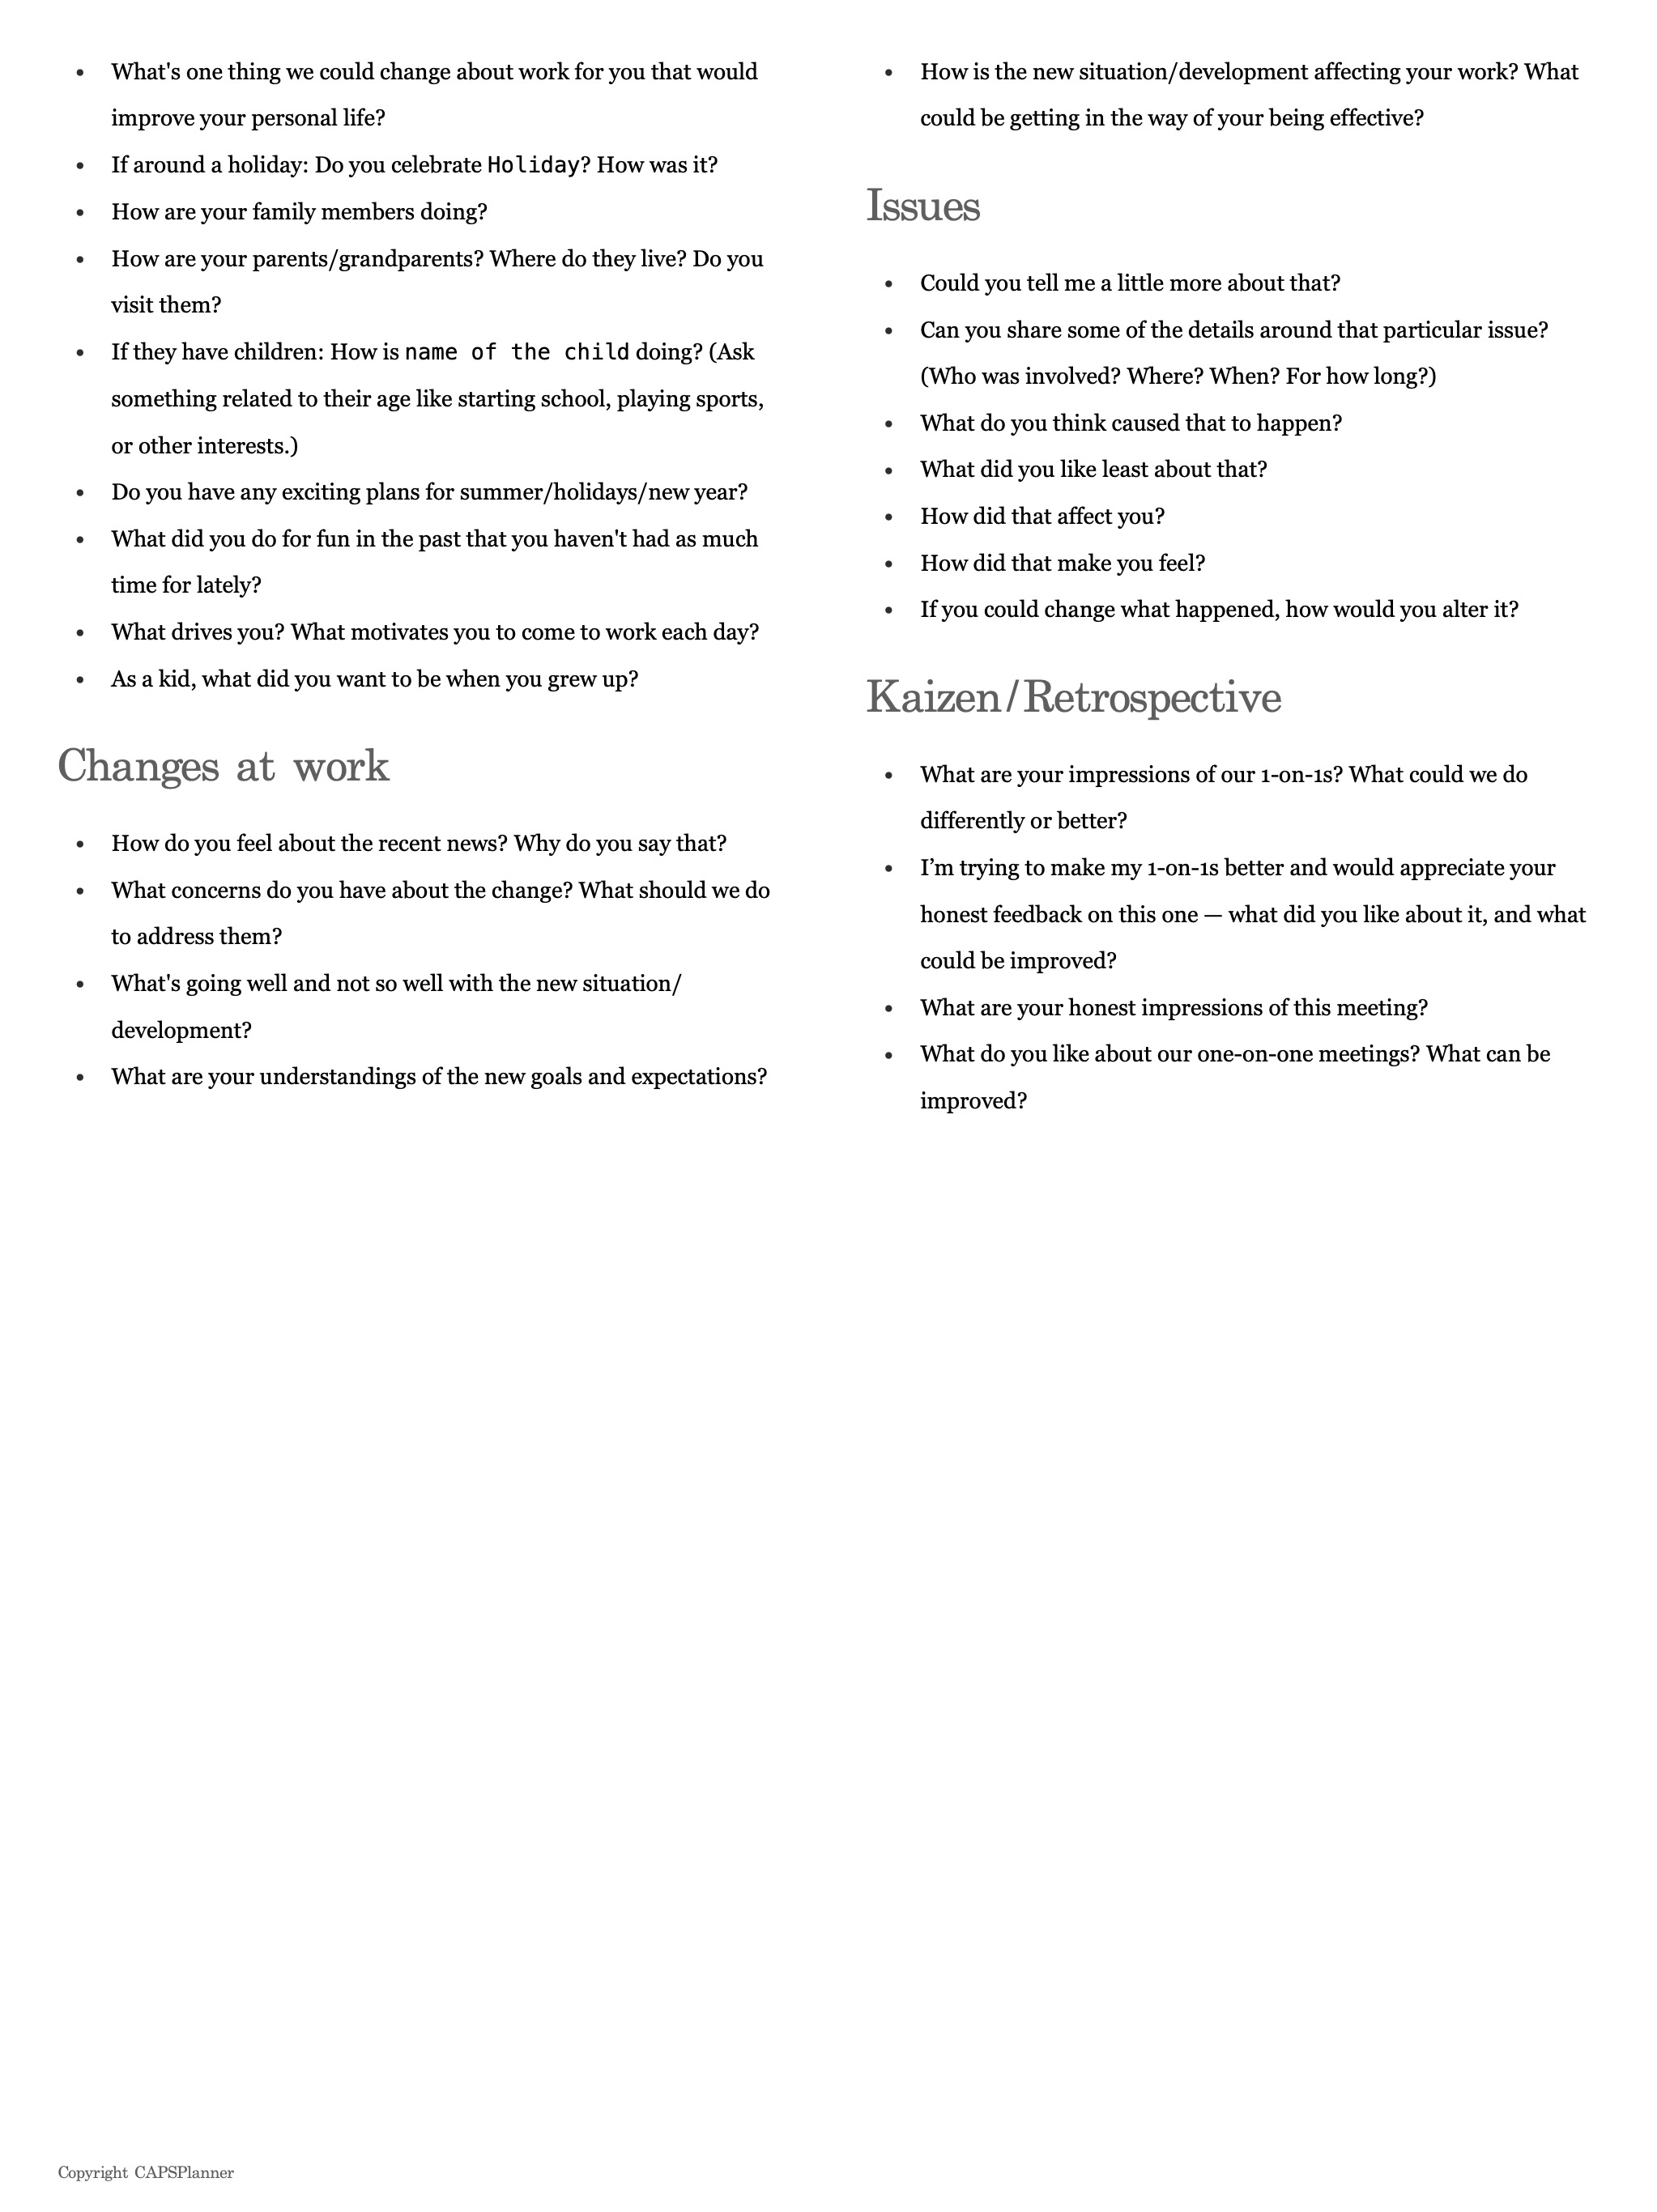 • What's one thing we could change about work for you that would
improve your personal life?
• If around a holiday: Do you celebrate Holiday? How was it?
• How are your family members doing?
• How are your parents/grandparents? Where do they live? Do you
visit them?
• If they have children: How is name of the child doing? (Ask
something related to their age like starting school, playing sports,
or other interests.)
• Do you have any exciting plans for summer/holidays/new year?
• What did you do for fun in the past that you haven't had as much
time for lately?
• What drives you? What motivates you to come to work each day?
• As a kid, what did you want to be when you grew up?
Changes at work
• How do you feel about the recent news? Why do you say that?
• What concerns do you have about the change? What should we do
to address them?
• What's going well and not so well with the new situation/
development?
• What are your understandings of the new goals and expectations?
• How is the new situation/development affecting your work? What
could be getting in the way of your being effective?
Issues
• Could you tell me a little more about that?
• Can you share some of the details around that particular issue?
(Who was involved? Where? When? For how long?)
• What do you think caused that to happen?
• What did you like least about that?
• How did that affect you?
• How did that make you feel?
• If you could change what happened, how would you alter it?
Kaizen/Retrospective
• What are your impressions of our 1-on-1s? What could we do
differently or better?
• I’m trying to make my 1-on-1s better and would appreciate your
honest feedback on this one — what did you like about it, and what
could be improved?
• What are your honest impressions of this meeting?
• What do you like about our one-on-one meetings? What can be
improved?
Copyright CAPSPlanner